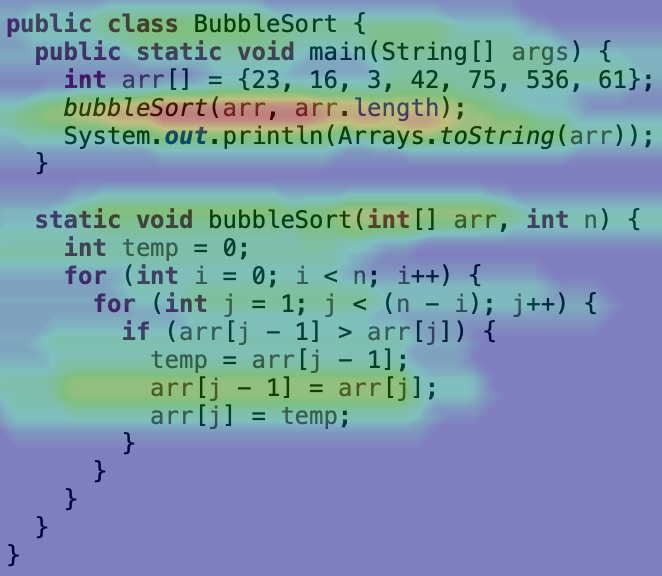 public class BubbleSort {
public static void main(String[] args) {
int arr[] = {23, 16, 3, 42, 75, 536, 61};
bubbleSort(arr, arr.length);
System.out.println(Arrays.toString(arr));
}
static void bubbleSort(int[] arr, int n) {
int temp = 0;
for (int i = 0; i < n; i++) {
for (int j = 1; j < (n - i); j++) {
if (arr[j - 1] > arr[j]) {
temp = arr[j - 1];
arr[j - 1] = arr[j];
arr[j] = temp;
}
}
}
}
}